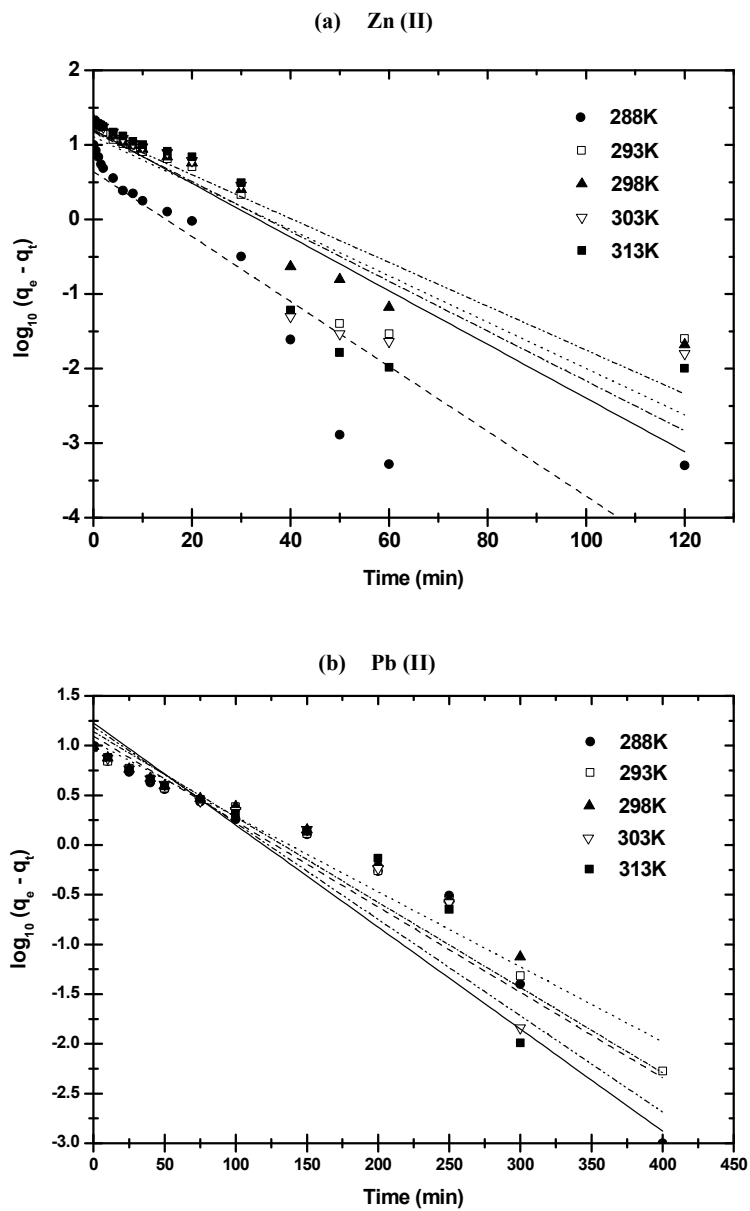 (a) Zn (II)
2
1
0
-1
-2
-3
-4
log10 (qe - qt)
288K
293K
298K
303K
313K
0 20 40 60 80 100 120
Time (min)
(b) Pb (II)
1.5
1.0
0.5
0.0
-0.5
-1.0
-1.5
-2.0
-2.5
-3.0
log10 (qe - qt)
288K
293K
298K
303K
313K
0 50 100 150 200 250 300 350 400 450
Time (min)